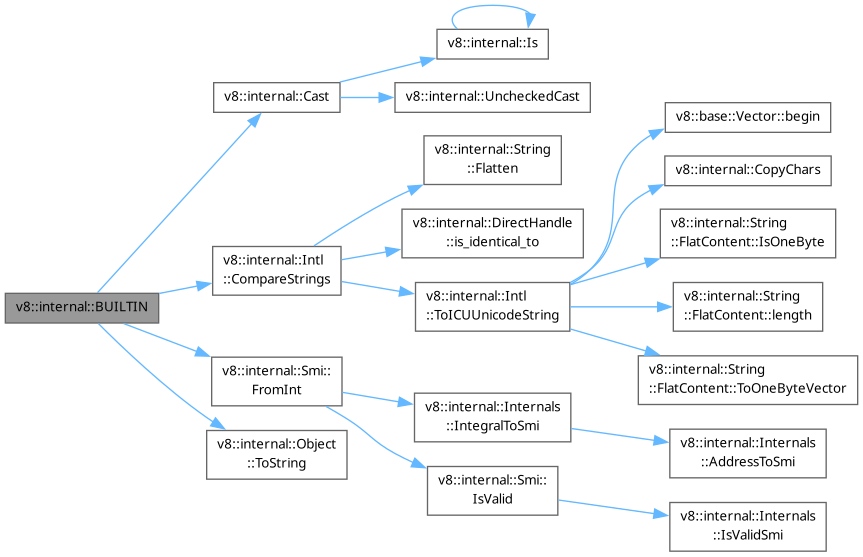 v8::internal::Is
v8::internal::Cast
v8::internal::UncheckedCast
v8::base::Vector::begin
v8::internal::String
::Flatten
v8::internal::CopyChars
v8::internal::DirectHandle
::is_identical_to
v8::internal::String
::FlatContent::IsOneByte
v8::internal::Intl
::CompareStrings
v8::internal::BUILTIN
v8::internal::Intl
::ToICUUnicodeString
v8::internal::String
::FlatContent::length
v8::internal::Smi::
FromInt
v8::internal::String
::FlatContent::ToOneByteVector
v8::internal::Internals
::IntegralToSmi
v8::internal::Object
::ToString
v8::internal::Internals
::AddressToSmi
v8::internal::Smi::
IsValid
v8::internal::Internals
::IsValidSmi